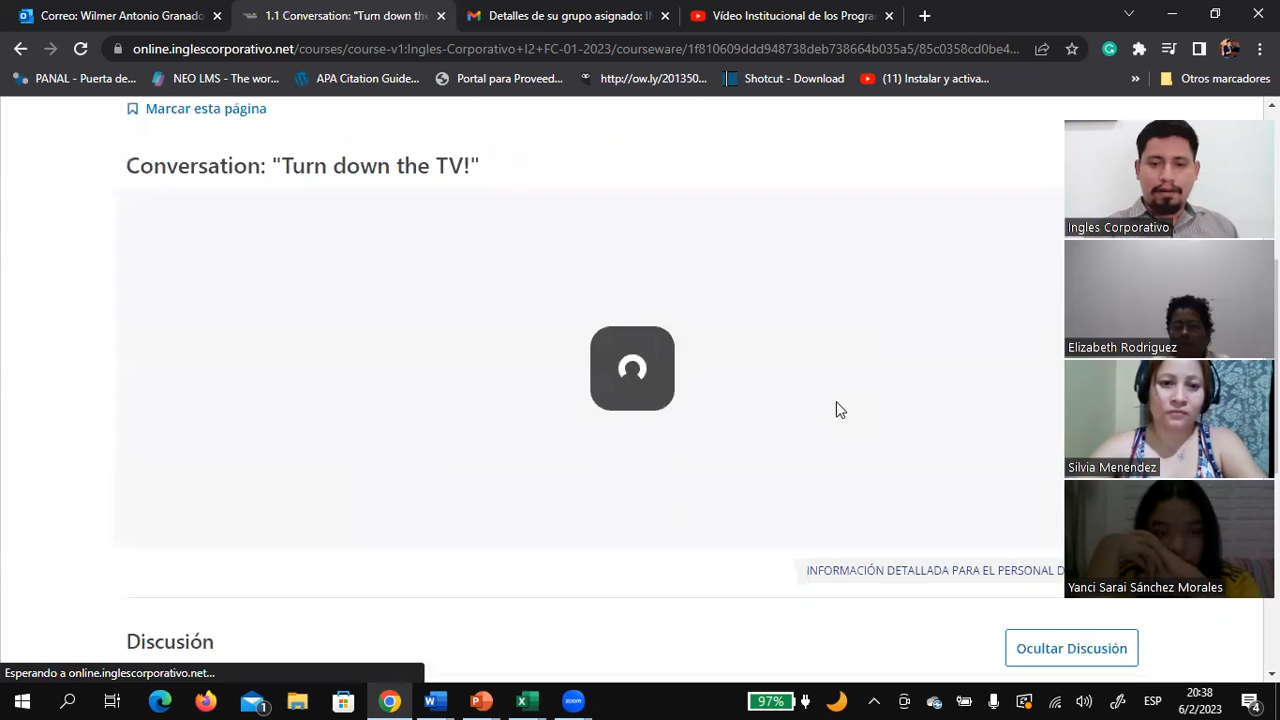 Correo: Wilmer Antonio Granado
1.1 Conversation: "Turn down the
Detalles de su grupo asignado: I
Vídeo Institucional de los Progra
online.inglescorporativo.net/courses/course-v1:Ingles-Corporativo+I2+FC-01-2023/courseware/1f810609ddd948738deb738664b035a5/85c0358cd0be4...
PANAL - Puerta de...
NEO LMS - The wor...
APA Citation Guide...
Portal para Proveed...
http://ow.ly/201350...
Shotcut - Download
(11) Instalar y activa...
»
Otros marcadores
Marcar esta página
Conversation: "Turn down the TV!"
Ingles Corporativo
Elizabeth Rodriguez
Silvia Menendez
Yanci Sarai Sánchez Morales
INFORMACIÓN DETALLADA PARA EL PERSONAL D
Discusión
Ocultar Discusión
Esperando a online.inglescorporativo.net...
1
97%
ESP
20:38
6/2/2023
4